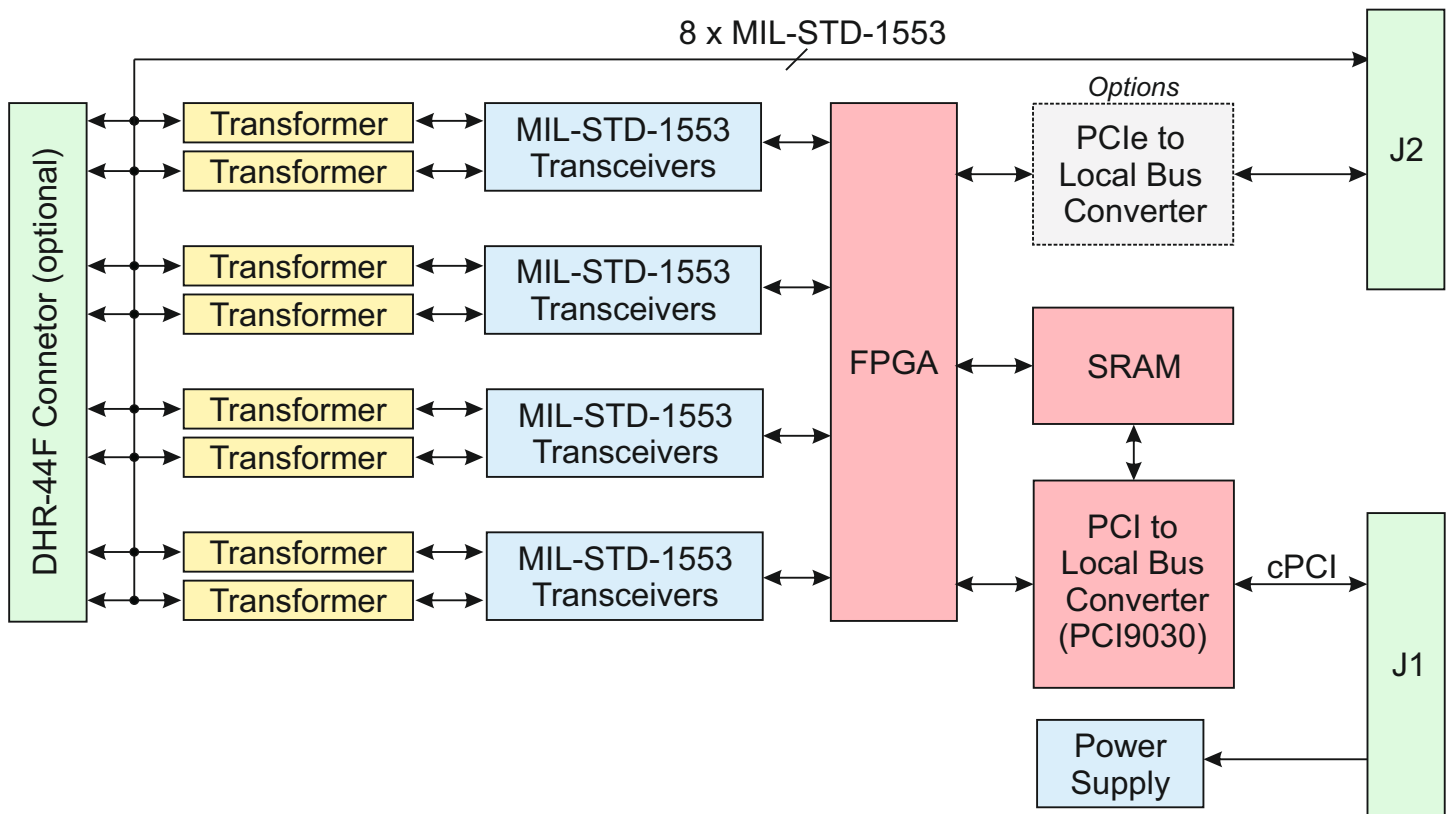 8 x MIL-STD-1553
DHR-44F Connetor (optional)
Transformer
Transformer
MIL-STD-1553
Transceivers
Transformer
Transformer
MIL-STD-1553
Transceivers
Transformer
Transformer
MIL-STD-1553
Transceivers
Transformer
Transformer
MIL-STD-1553
Transceivers
FPGA
Options
PCIe to
Local Bus
Converter
SRAM
PCI to
Local Bus
Converter
(PCI9030)
cPCI
Power
Supply
J2
J1